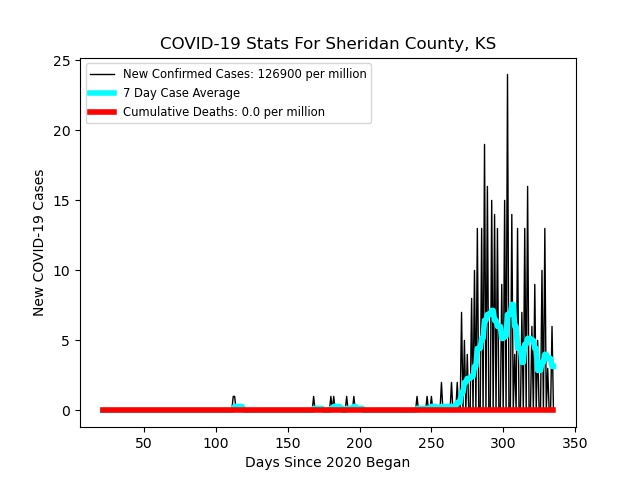 COVID-19 Stats For Sheridan County, KS
New Confirmed Cases: 126900 per million
7 Day Case Average
Cumulative Deaths: 0.0 per million
New COVID-19 Cases
25
20
15
10
5
0
50
100
150
200
250
300
350
Days Since 2020 Began